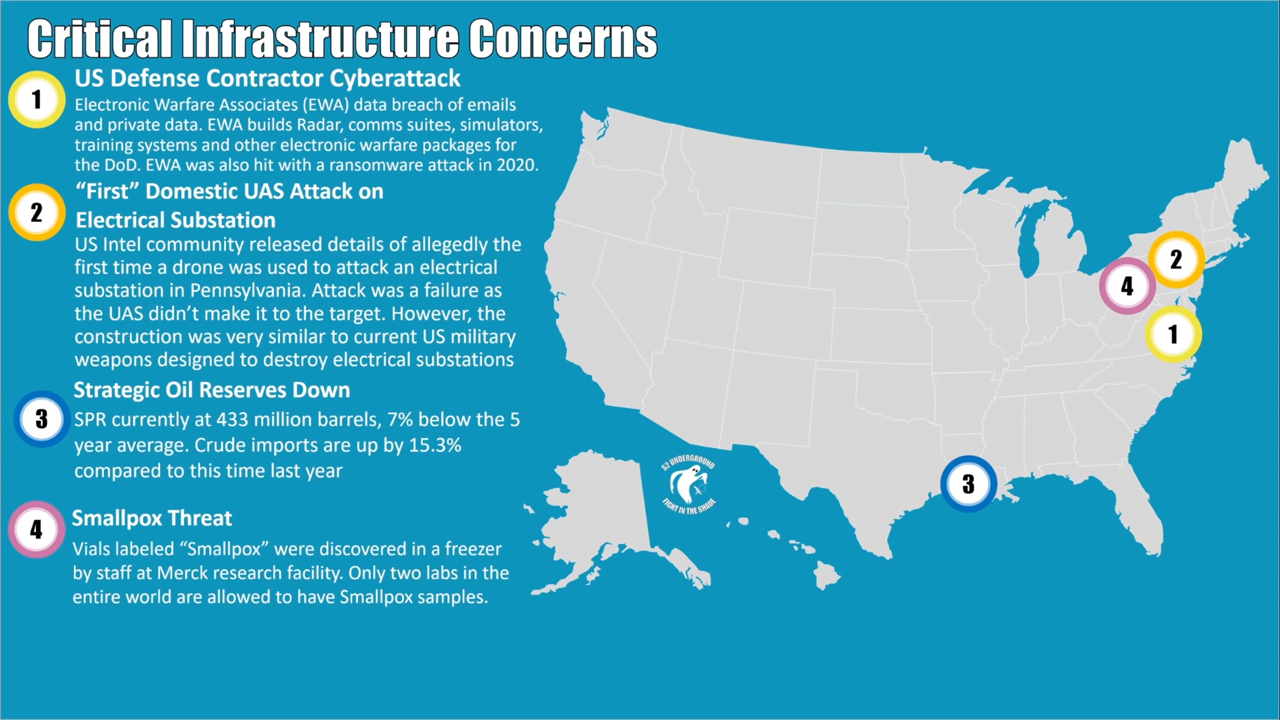 Critical Infrastructure Concerns
1
US Defense Contractor Cyberattack
Electronic Warfare Associates (EWA) data breach of emails
and private data. EWA builds Radar, comms suites, simulators,
training systems and other electronic warfare packages for
the DoD. EWA was also hit with a ransomware attack in 2020.
2
“First” Domestic UAS Attack on
Electrical Substation
US Intel community released details of allegedly the
first time a drone was used to attack an electrical
substation in Pennsylvania. Attack was a failure as
the UAS didn’t make it to the target. However, the
construction was very similar to current US military
weapons designed to destroy electrical substations
3
Strategic Oil Reserves Down
SPR currently at 433 million barrels, 7% below the 5
year average. Crude imports are up by 15.3%
compared to this time last year
4
Smallpox Threat
Vials labeled “Smallpox” were discovered in a freezer
by staff at Merck research facility. Only two labs in the
entire world are allowed to have Smallpox samples.
2
4
1
3
S2 UNDERGROUND
FIGHT IN THE SHADE